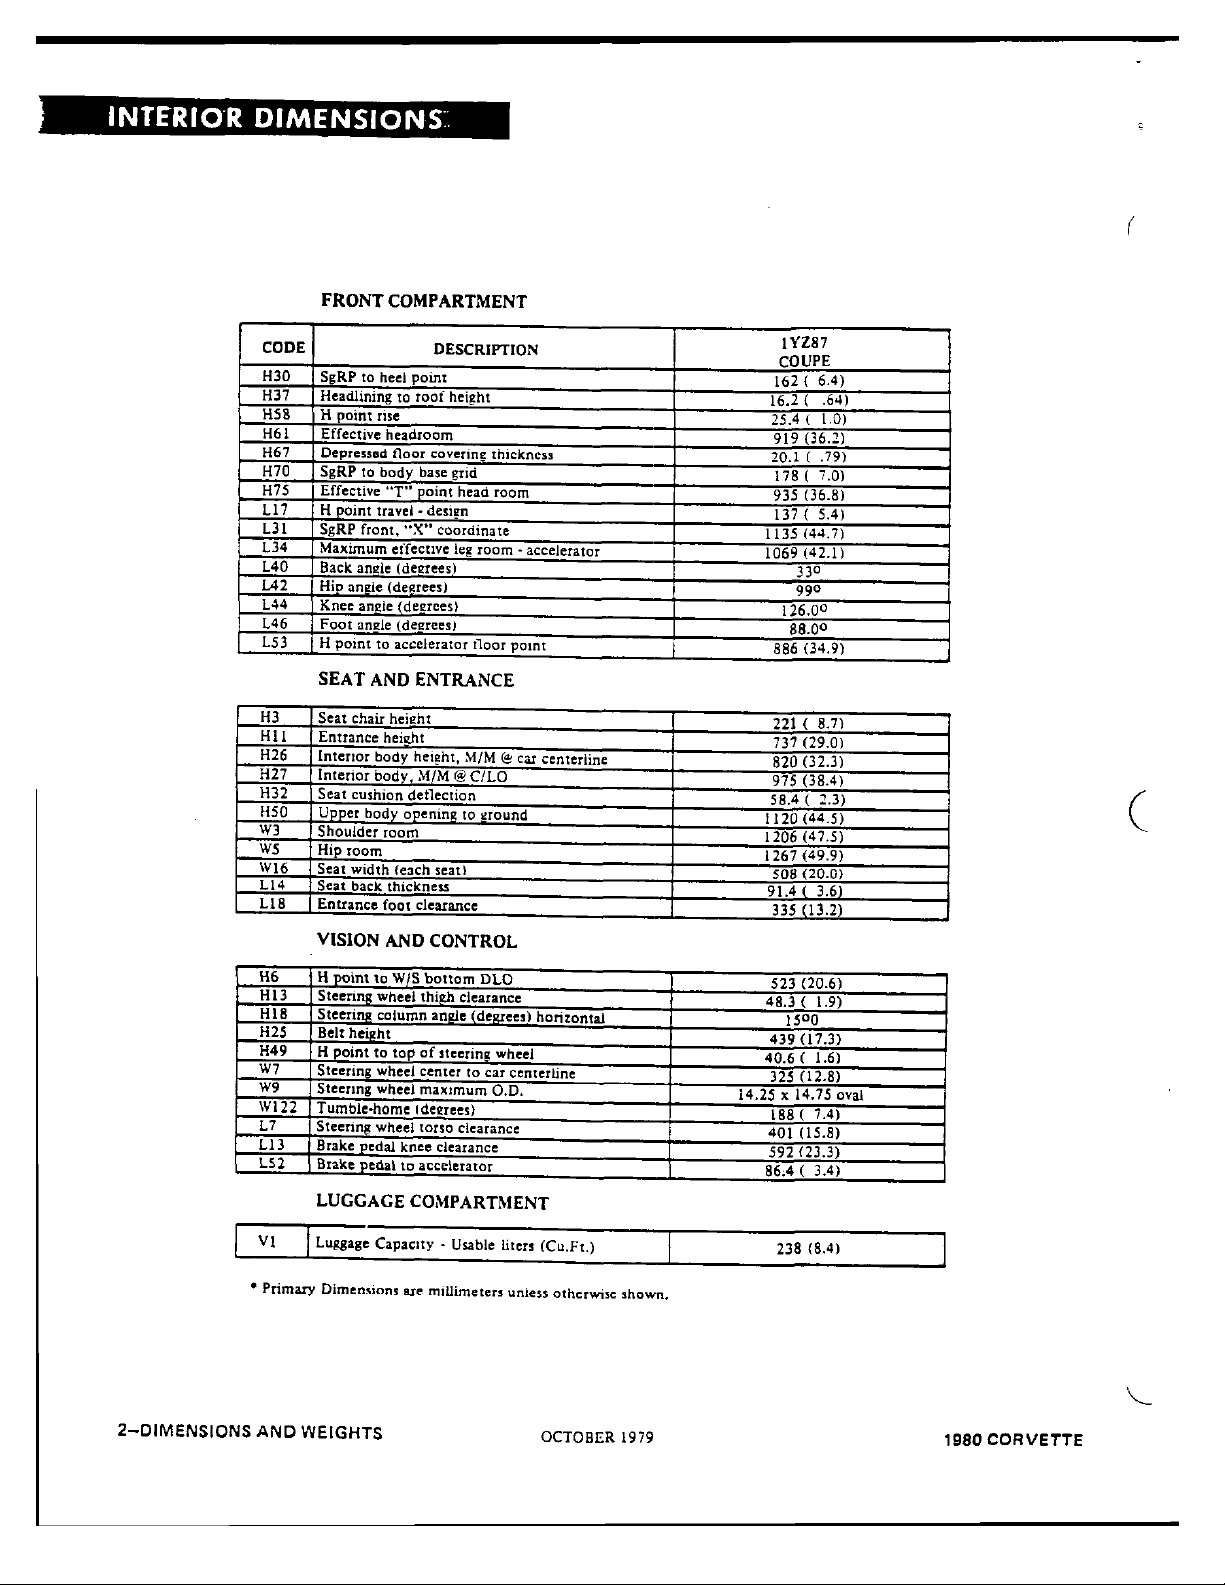 INTERIOR DIMENSIONS
FRONT COMPARTMENT
CODE DESCRIPTION 1YZ87 COUPE
H30 SgRP to heel point 162 ( 6.4)
H37 Headlining to roof height 16.2 ( .64)
H58 H point rise 25.4 ( 1.0)
H61 Effective headroom 919 (36.2)
H67 Depressed floor covering thickness 20.1 ( .79)
H70 SgRP to body base grid 178 ( 7.0)
H75 Effective "T" point head room 935 (36.8)
L17 H point travel - design 137 ( 5.4)
L31 SgRP front, "X" coordinate 1135 (44.7)
L34 Maximum effective leg room - accelerator 1069 (42.1)
L40 Back angle (degrees) 33º
L42 Hip angle (degrees) 99º
L44 Knee angle (degrees) 126.0º
L46 Foot angle (degrees) 88.0º
L53 H point to accelerator floor point 886 (34.9)
SEAT AND ENTRANCE
H3 Seat chair height 221 ( 8.7)
H11 Entrance height 737 (29.0)
H26 Interior body height, M/M @ car centerline 820 (32.3)
H27 Interior body, M/M @ C/LO 975 (38.4)
H32 Seat cushion deflection 58.4 ( 2.3)
H50 Upper body opening to ground 1120 (44.5)
W3 Shoulder room 1206 (47.5)
W5 Hip room 1267 (49.9)
W16 Seat width (each seat) 508 (20.0)
L14 Seat back thickness 91.4 ( 3.6)
L18 Entrance foot clearance 335 (13.2)
VISION AND CONTROL
H6 H point to W/S bottom DLO 523 (20.6)
H13 Steering wheel thigh clearance 48.3 ( 1.9)
H18 Steering column angle (degrees) horizontal 15º0
H25 Belt height 439 (17.3)
H49 H point to top of steering wheel 40.6 ( 1.6)
W7 Steering wheel center to car centerline 325 (12.8)
W9 Steering wheel maximum O.D. 14.25 x 14.75 oval
W122 Tumble-home (degrees) 188 ( 7.4)
L7 Steering wheel torso clearance 401 (15.8)
L13 Brake pedal knee clearance 592 (23.3)
L52 Brake pedal to accelerator 86.4 ( 3.4)
LUGGAGE COMPARTMENT
V1 Luggage Capacity - Usable liters (Cu.Ft.) 238 (8.4)
* Primary Dimensions are millimeters unless otherwise shown.
2—DIMENSIONS AND WEIGHTS OCTOBER 1979 1980 CORVETTE